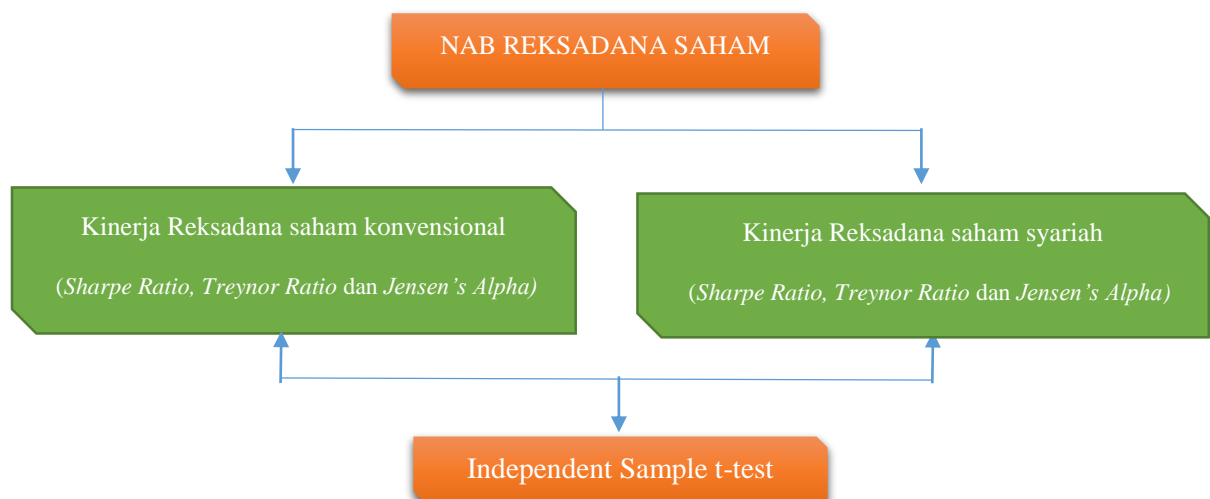 NAB REKSADANA SAHAM
Kinerja Reksadana saham konvensional
(Sharpe Ratio, Treynor Ratio dan Jensen’s Alpha)
Kinerja Reksadana saham syariah
(Sharpe Ratio, Treynor Ratio dan Jensen’s Alpha)
Independent Sample t-test